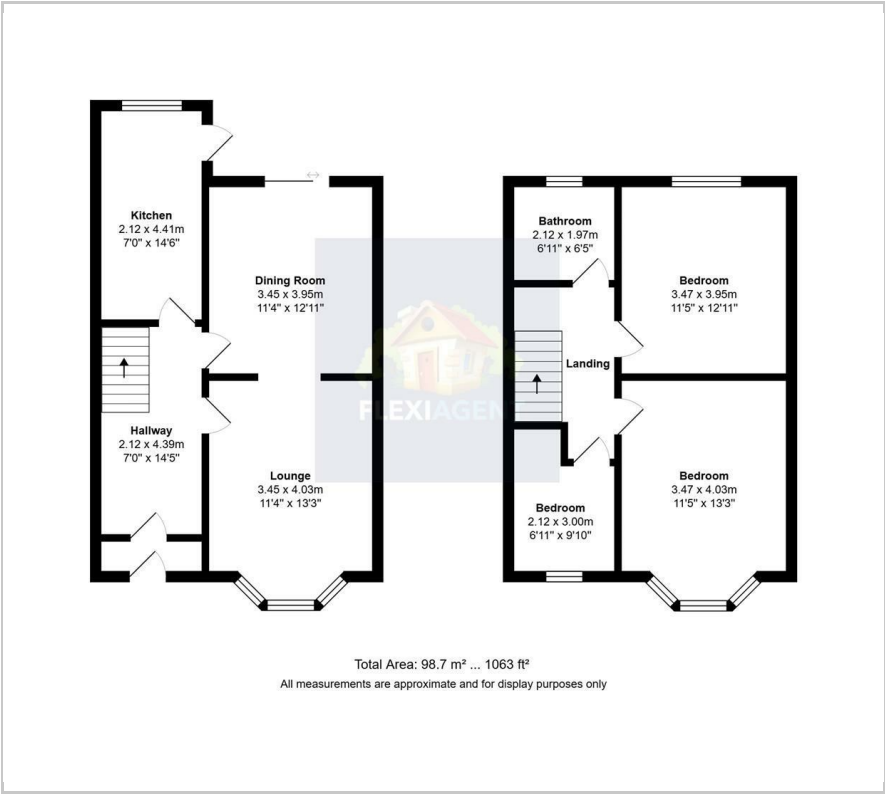 Kitchen
2.12 x 4.41m
7'0" x 14'6"
Dining Room
3.45 x 3.95m
11'4" x 12'11"
Hallway
2.12 x 4.39m
7'0" x 14'5"
Lounge
3.45 x 4.03m
11'4" x 13'3"
Bathroom
2.12 x 1.97m
6'11" x 6'5"
Bedroom
3.47 x 3.95m
11'5" x 12'11"
Landing
Bedroom
3.47 x 4.03m
11'5" x 13'3"
Bedroom
2.12 x 3.00m
6'11" x 9'10"
FLEXIAGENT
Total Area: 98.7 m² ... 1063 ft²
All measurements are approximate and for display purposes only